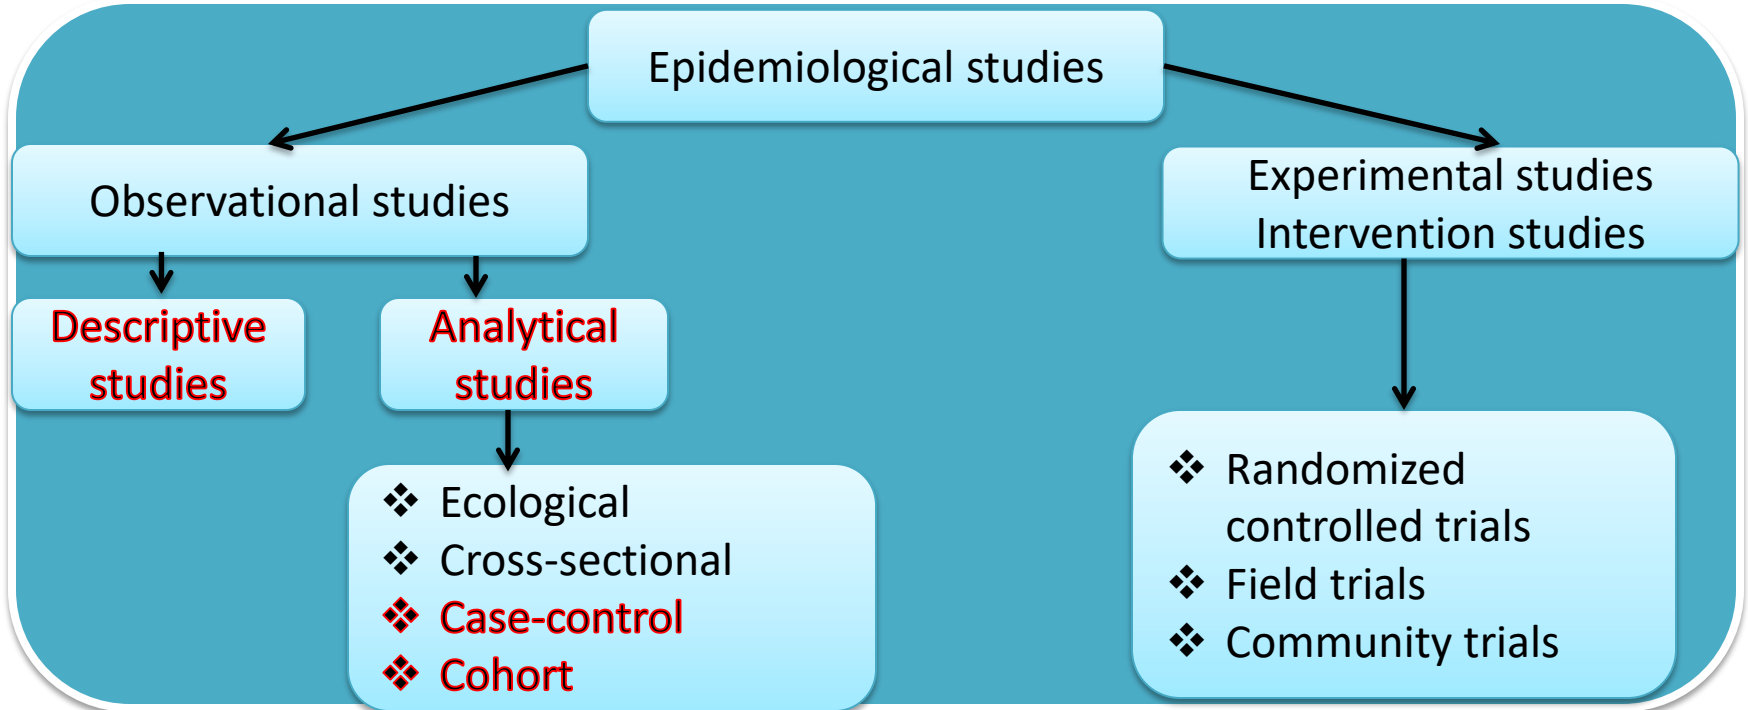 Epidemiological studies
Observational studies
Experimental studies
Intervention studies
Descriptive
studies
Analytical
studies
❖ Ecological
❖ Cross-sectional
❖ Case-control
❖ Cohort
❖ Randomized
controlled trials
❖ Field trials
❖ Community trials